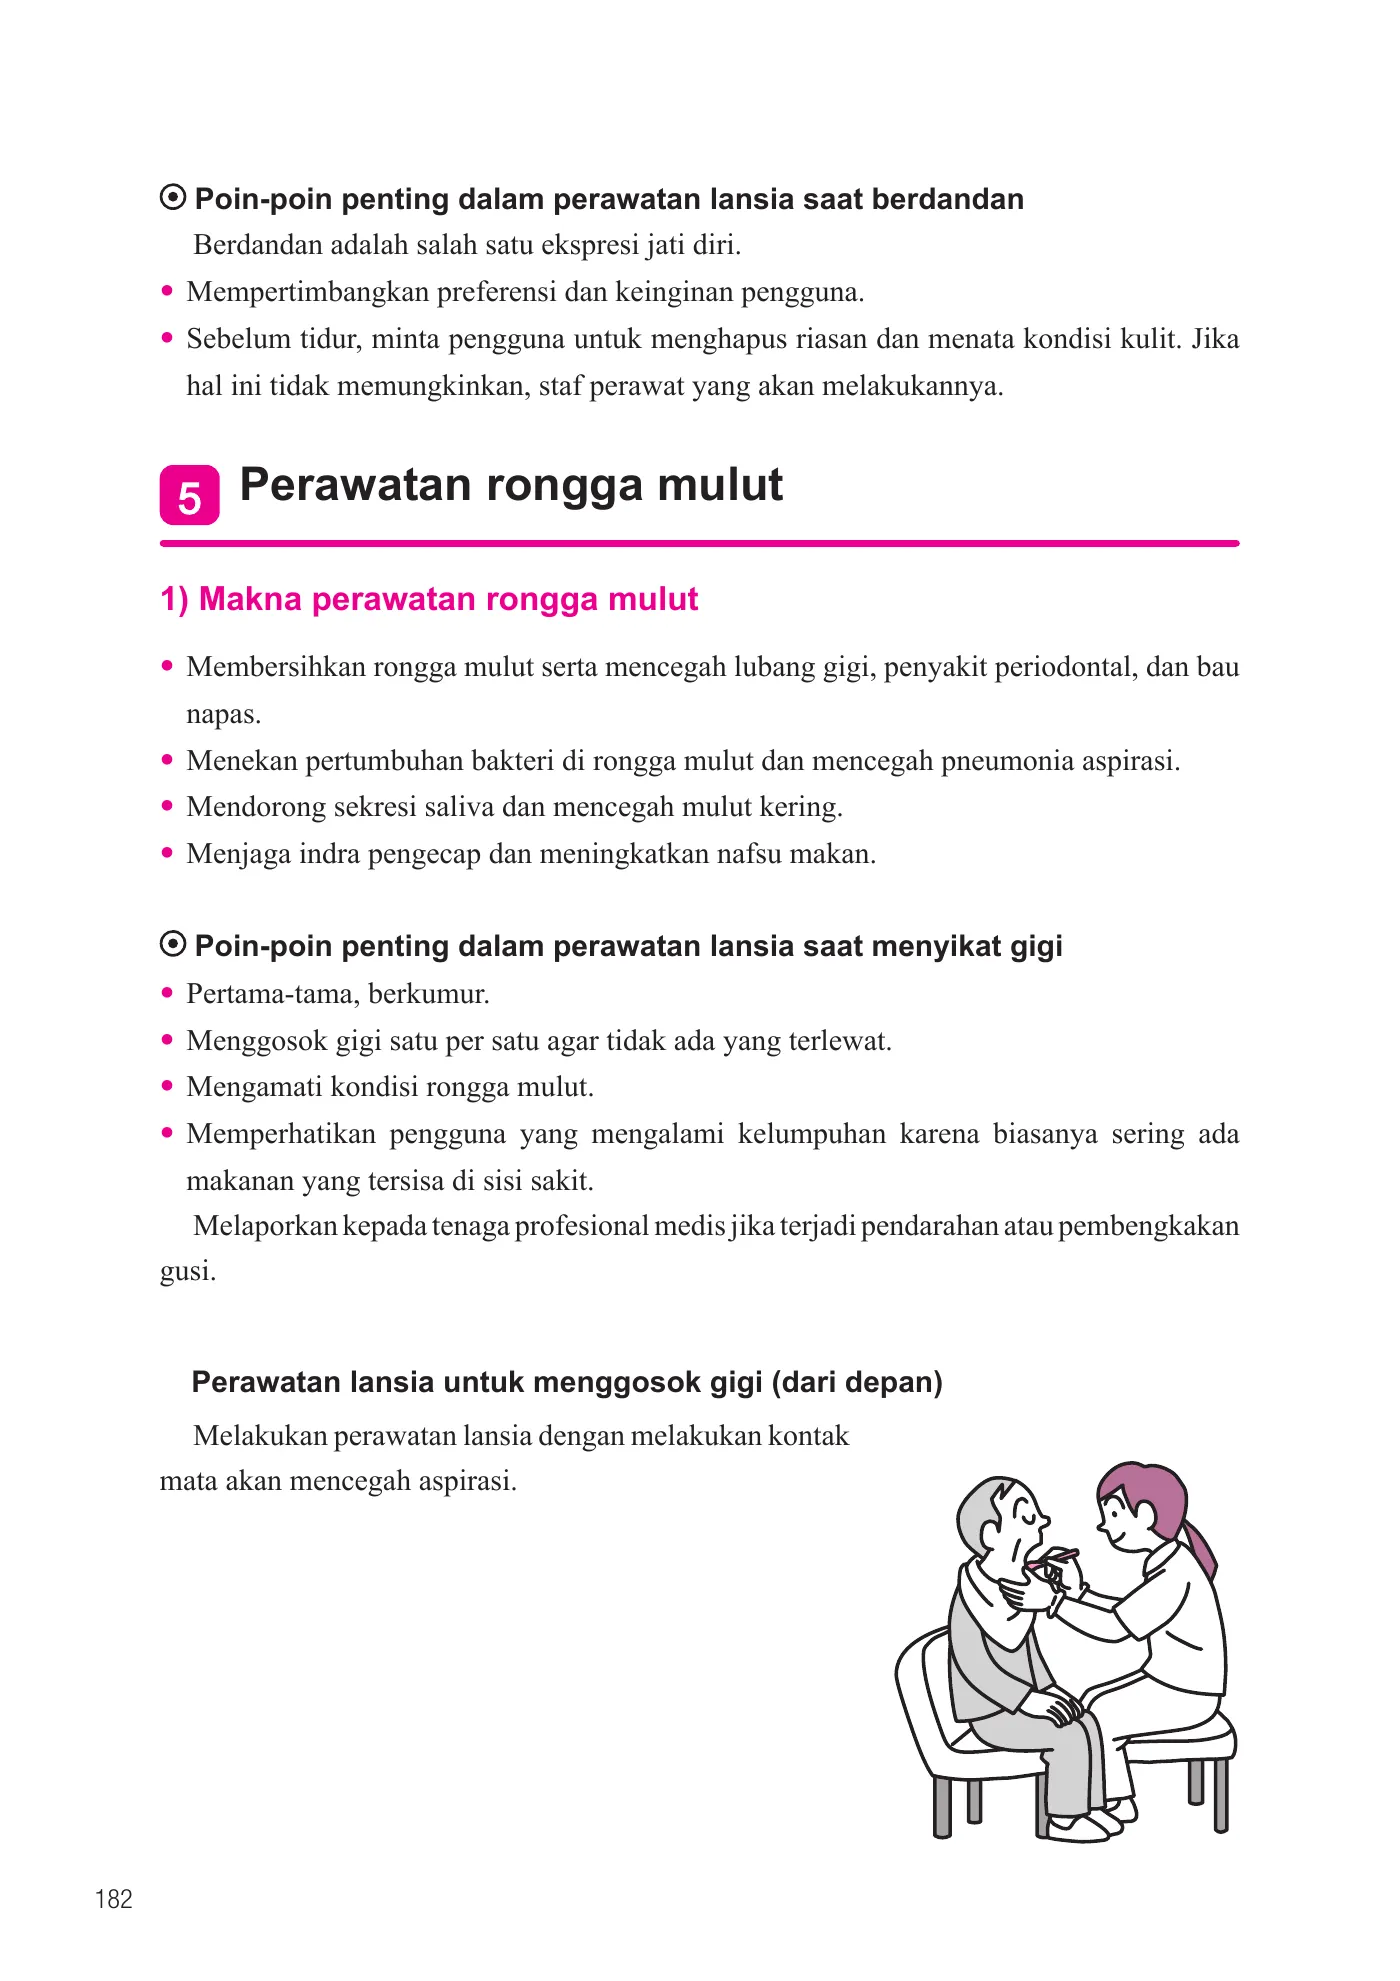 Poin-poin penting dalam perawatan lansia saat berdandan
Berdandan adalah salah satu ekspresi jati diri.
• Mempertimbangkan preferensi dan keinginan pengguna.
• Sebelum tidur, minta pengguna untuk menghapus riasan dan menata kondisi kulit. Jika
hal ini tidak memungkinkan, staf perawat yang akan melakukannya.
5 Perawatan rongga mulut
1) Makna perawatan rongga mulut
• Membersihkan rongga mulut serta mencegah lubang gigi, penyakit periodontal, dan bau
napas.
• Menekan pertumbuhan bakteri di rongga mulut dan mencegah pneumonia aspirasi.
• Mendorong sekresi saliva dan mencegah mulut kering.
• Menjaga indra pengecap dan meningkatkan nafsu makan.
Poin-poin penting dalam perawatan lansia saat menyikat gigi
• Pertama-tama, berkumur.
• Menggosok gigi satu per satu agar tidak ada yang terlewat.
• Mengamati kondisi rongga mulut.
• Memperhatikan pengguna yang mengalami kelumpuhan karena biasanya sering ada
makanan yang tersisa di sisi sakit.
Melaporkan kepada tenaga profesional medis jika terjadi pendarahan atau pembengkakan
gusi.
Perawatan lansia untuk menggosok gigi (dari depan)
Melakukan perawatan lansia dengan melakukan kontak
mata akan mencegah aspirasi.
182